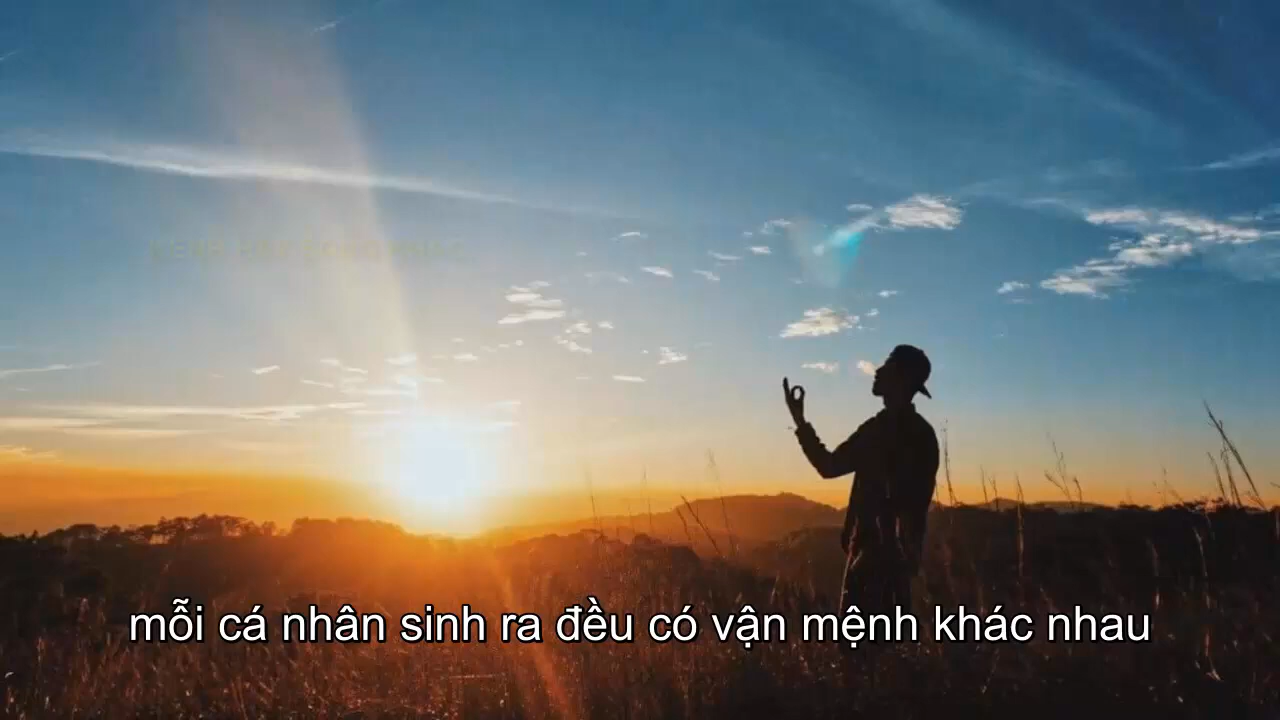 mỗi cá nhân sinh ra đều có vận mệnh khác nhau